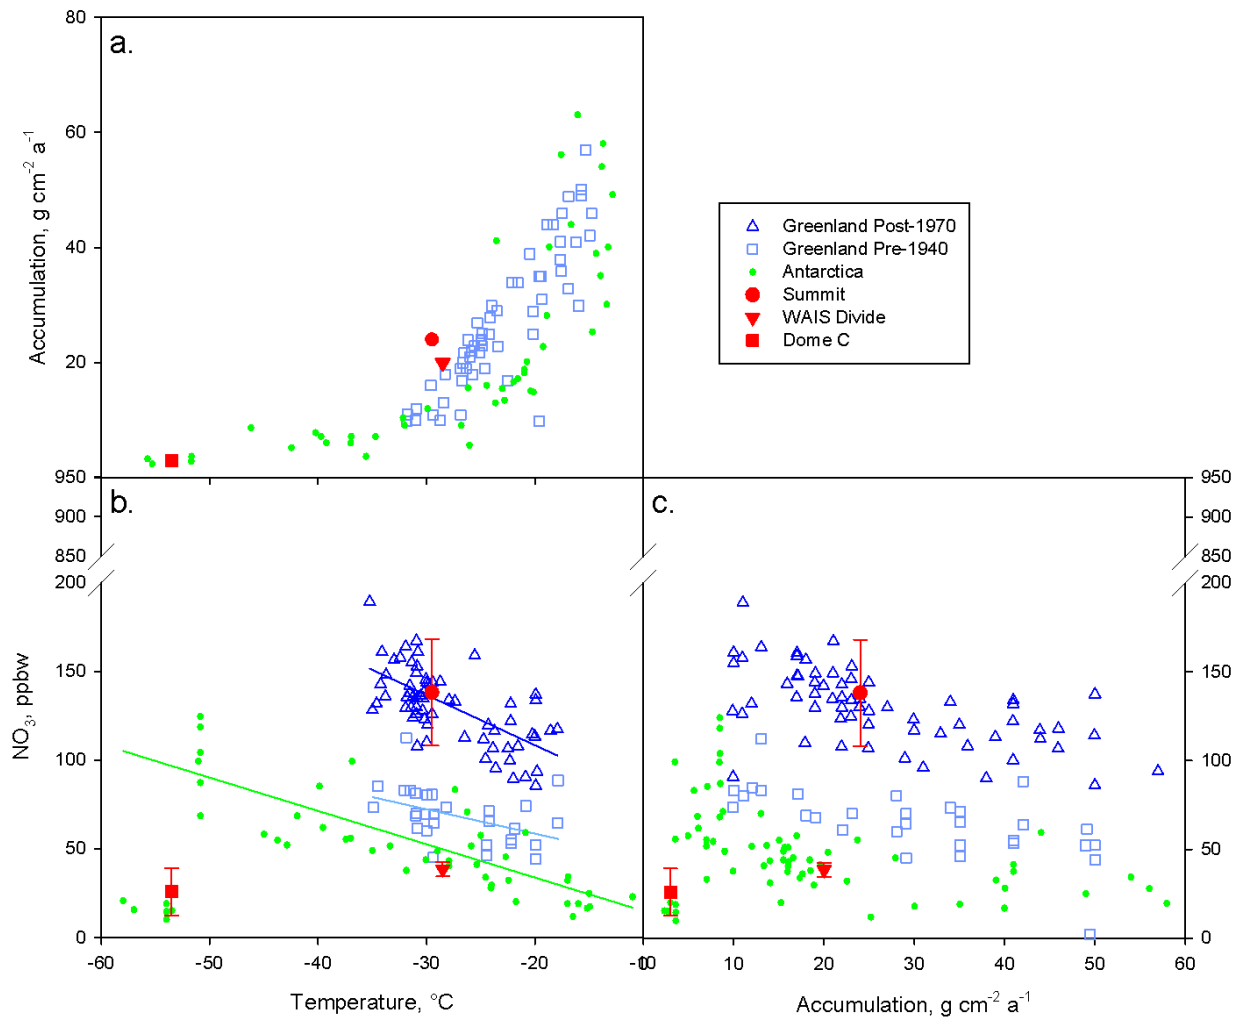 80
a.
60
40
20
950
Accumulation, g cm⁻² a⁻¹
Greenland Post-1970
Greenland Pre-1940
Antarctica
Summit
WAIS Divide
Dome C
b.
900
850
200
150
100
50
0
NO₃, ppbw
-60
-50
-40
-30
-20
-10
Temperature, °C
c.
950
900
850
200
150
100
50
0
0
10
20
30
40
50
60
Accumulation, g cm⁻² a⁻¹